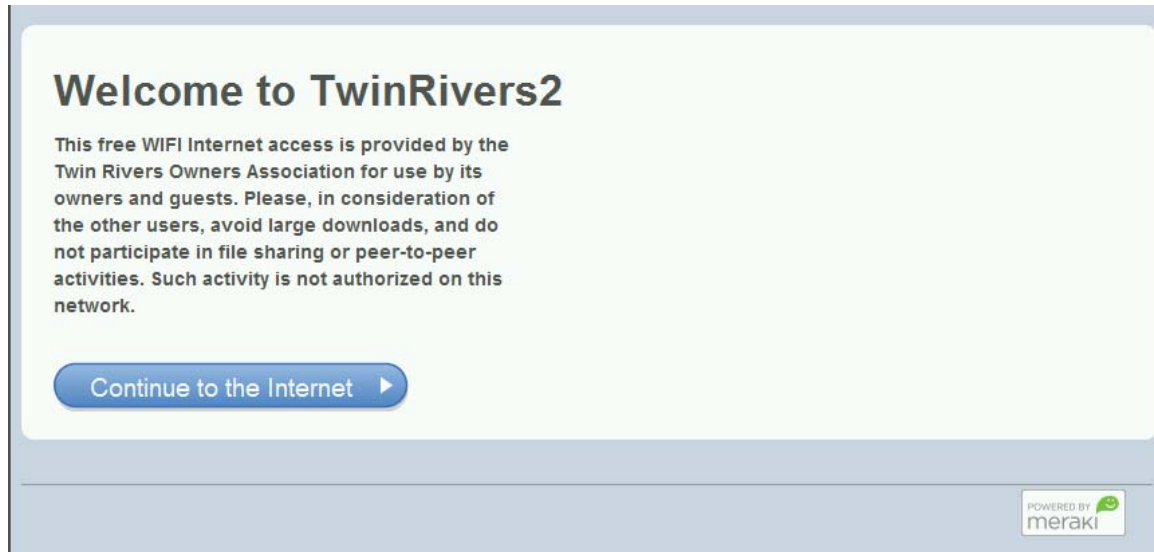 Welcome to TwinRivers2
This free WIFI Internet access is provided by the
Twin Rivers Owners Association for use by its
owners and guests. Please, in consideration of
the other users, avoid large downloads, and do
not participate in file sharing or peer-to-peer
activities. Such activity is not authorized on this
network.
Continue to the Internet
POWERED BY
meraki